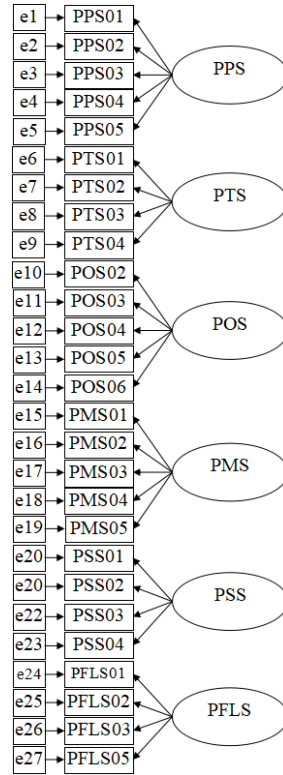 e1 PPS01
e2 PPS02
e3 PPS03 PPS
e4 PPS04
e5 PPS05
e6 PTS01
e7 PTS02 PTS
e8 PTS03
e9 PTS04
e10 POS02
e11 POS03
e12 POS04 POS
e13 POS05
e14 POS06
e15 PMS01
e16 PMS02
e17 PMS03 PMS
e18 PMS04
e19 PMS05
e20 PSS01
e20 PSS02 PSS
e22 PSS03
e23 PSS04
e24 PFLS01
e25 PFLS02 PFLS
e26 PFLS03
e27 PFLS05